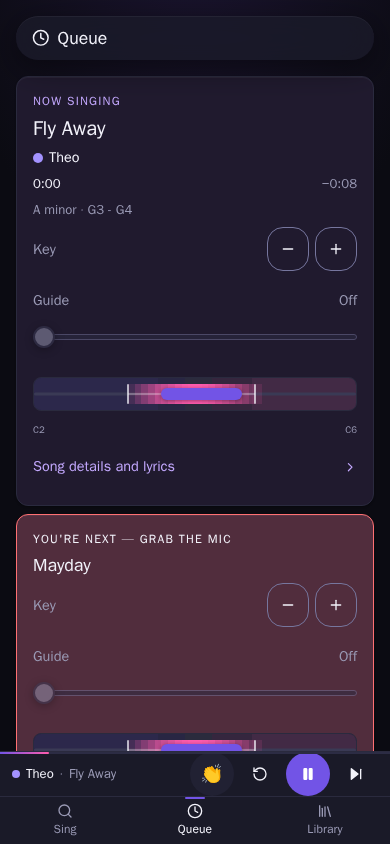 Queue
NOW SINGING
Fly Away
Theo
0:00 −0:08
A minor · G3 - G4
Key − +
Guide Off
C2 C6
Song details and lyrics
YOU'RE NEXT — GRAB THE MIC
Mayday
Key − +
Guide Off
Theo · Fly Away
Sing Queue Library